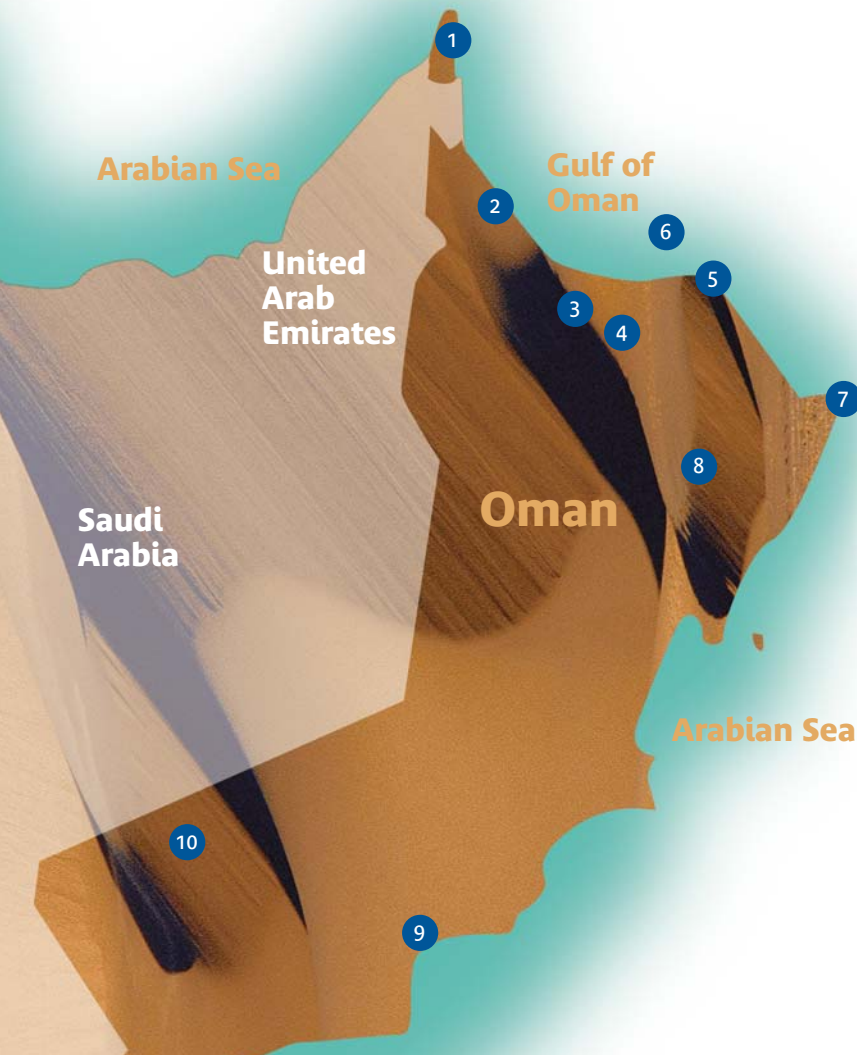 1
Arabian Sea
Gulf of
Oman
2
6
United
Arab
Emirates
5
3
4
7
8
Oman
Saudi
Arabia
Arabian Sea
10
9